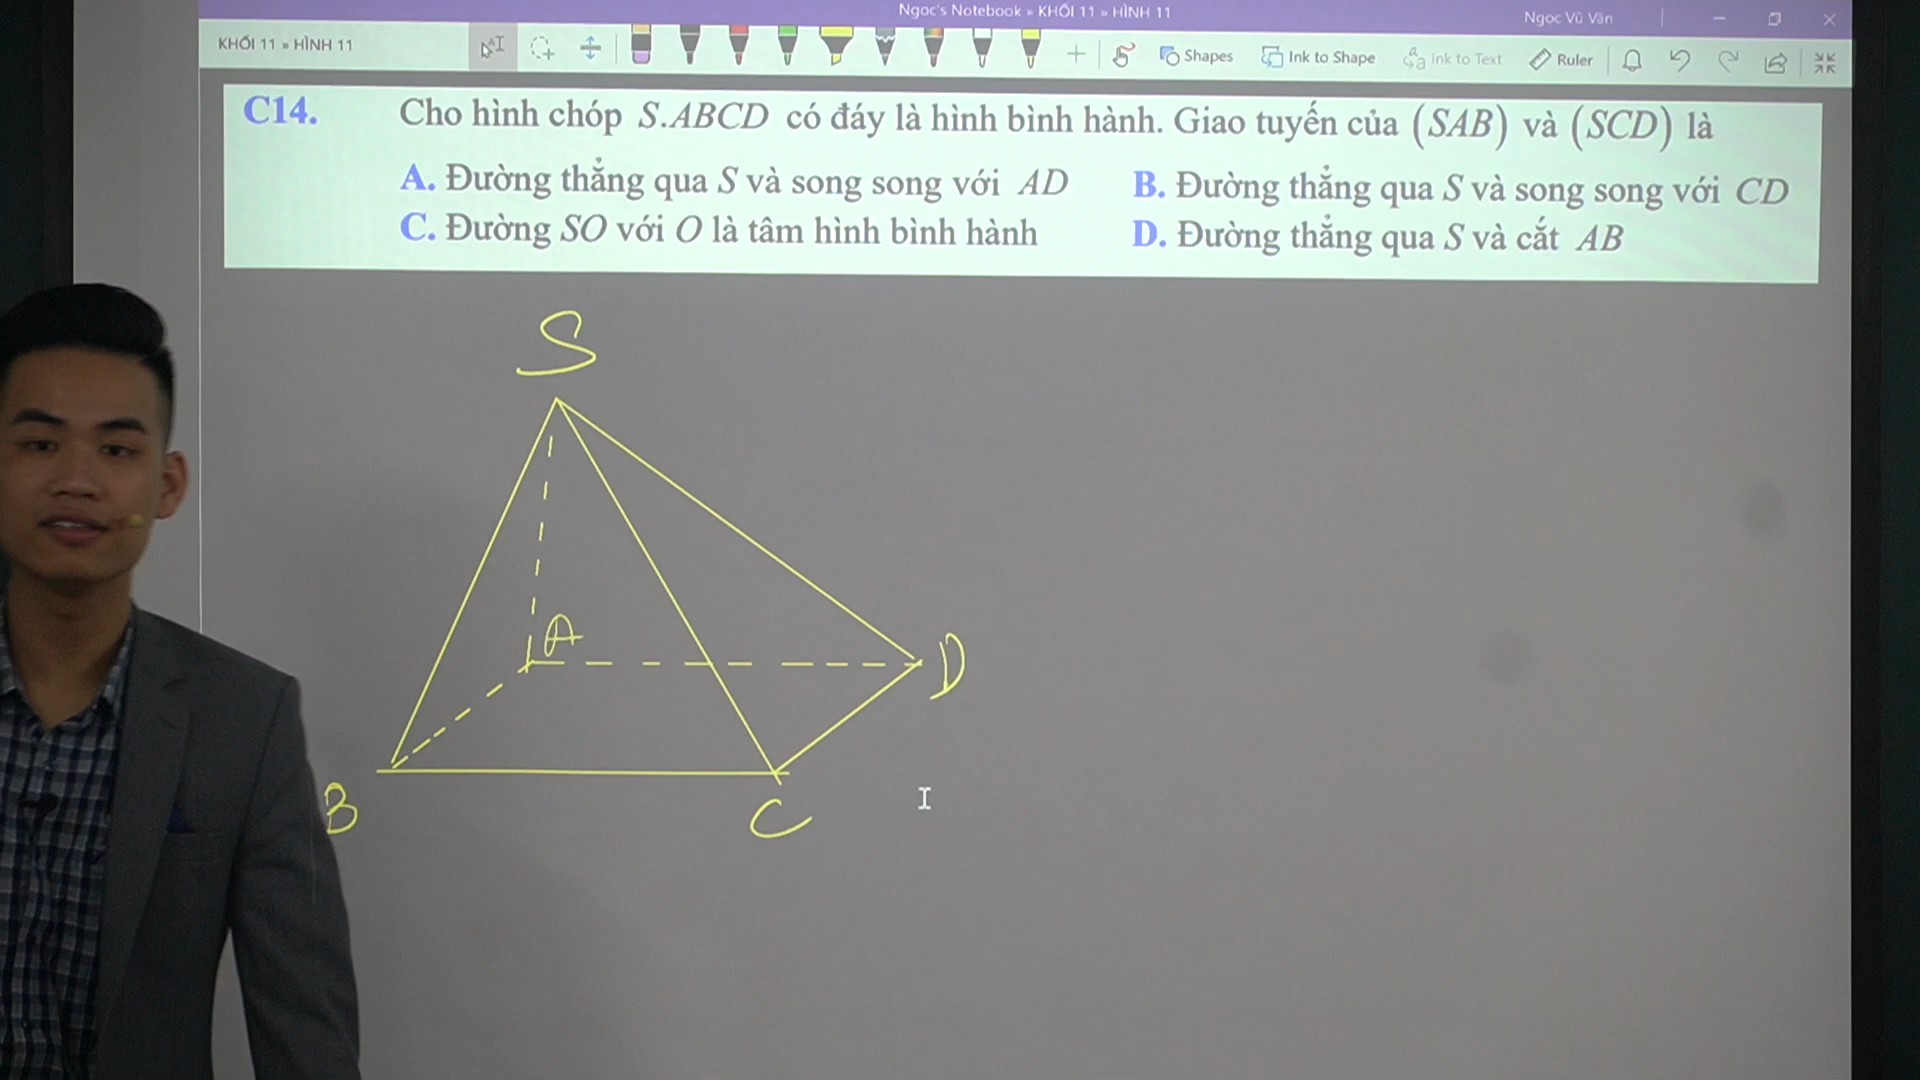 Ngoc's Notebook » KHỐI 11 » HÌNH 11
Ngọc Vũ Văn
KHỐI 11 » HÌNH 11
Shapes
Ink to Shape
Ink to Text
Ruler
C14. Cho hình chóp S.ABCD có đáy là hình bình hành. Giao tuyến của (SAB) và (SCD) là
A. Đường thẳng qua S và song song với AD B. Đường thẳng qua S và song song với CD
C. Đường SO với O là tâm hình bình hành D. Đường thẳng qua S và cắt AB
S
A
D
B
C